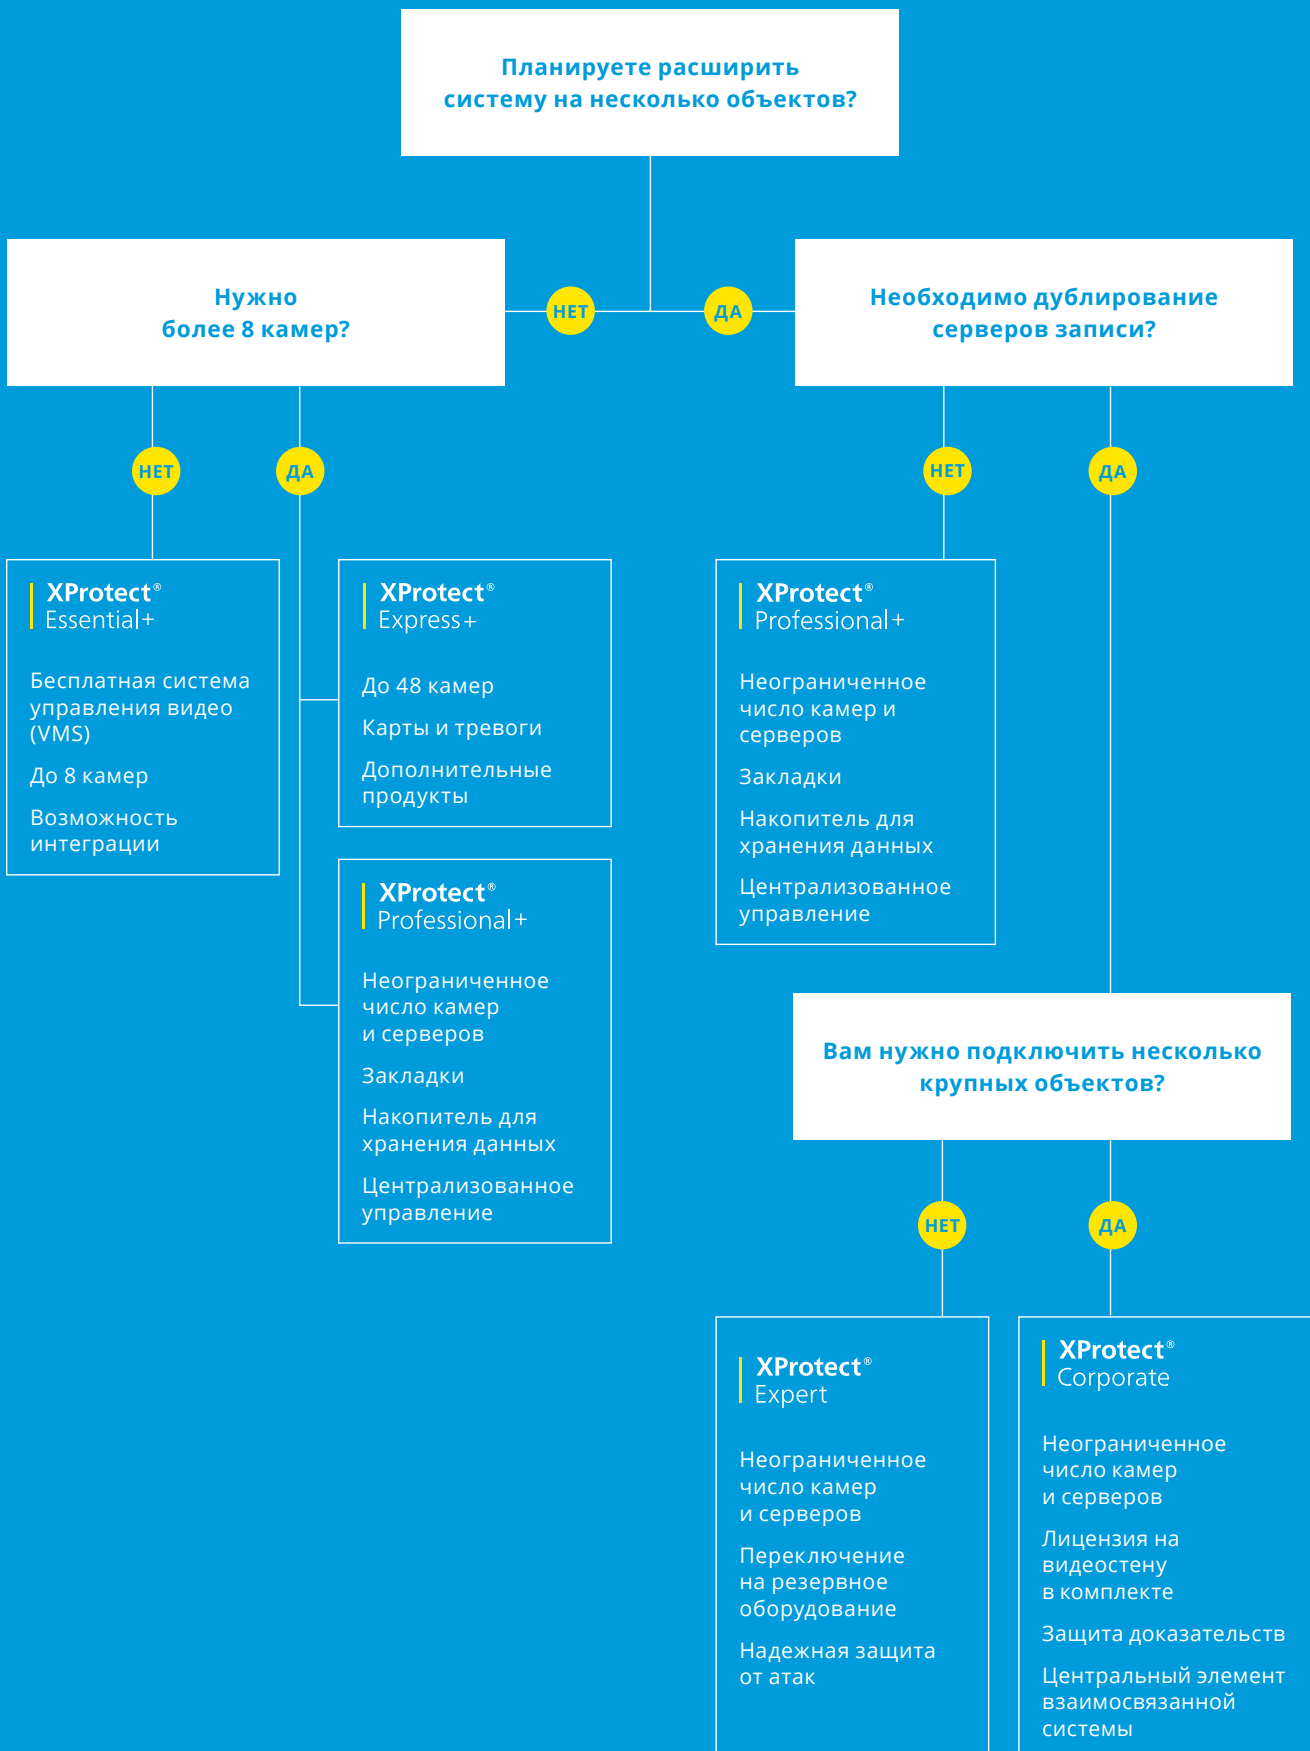 Планируете расширить
систему на несколько объектов?
Нужно
более 8 камер?
НЕТ
ДА
Необходимо дублирование
серверов записи?
НЕТ
ДА
НЕТ
ДА
XProtect®
Essential+
Бесплатная система
управления видео
(VMS)
До 8 камер
Возможность
интеграции
XProtect®
Express+
До 48 камер
Карты и тревоги
Дополнительные
продукты
XProtect®
Professional+
Неограниченное
число камер
и серверов
Закладки
Накопитель для
хранения данных
Централизованное
управление
XProtect®
Professional+
Неограниченное
число камер и
серверов
Закладки
Накопитель для
хранения данных
Централизованное
управление
Вам нужно подключить несколько
крупных объектов?
НЕТ
ДА
XProtect®
Expert
Неограниченное
число камер
и серверов
Переключение
на резервное
оборудование
Надежная защита
от атак
XProtect®
Corporate
Неограниченное
число камер
и серверов
Лицензия на
видеостену
в комплекте
Защита доказательств
Центральный элемент
взаимосвязанной
системы